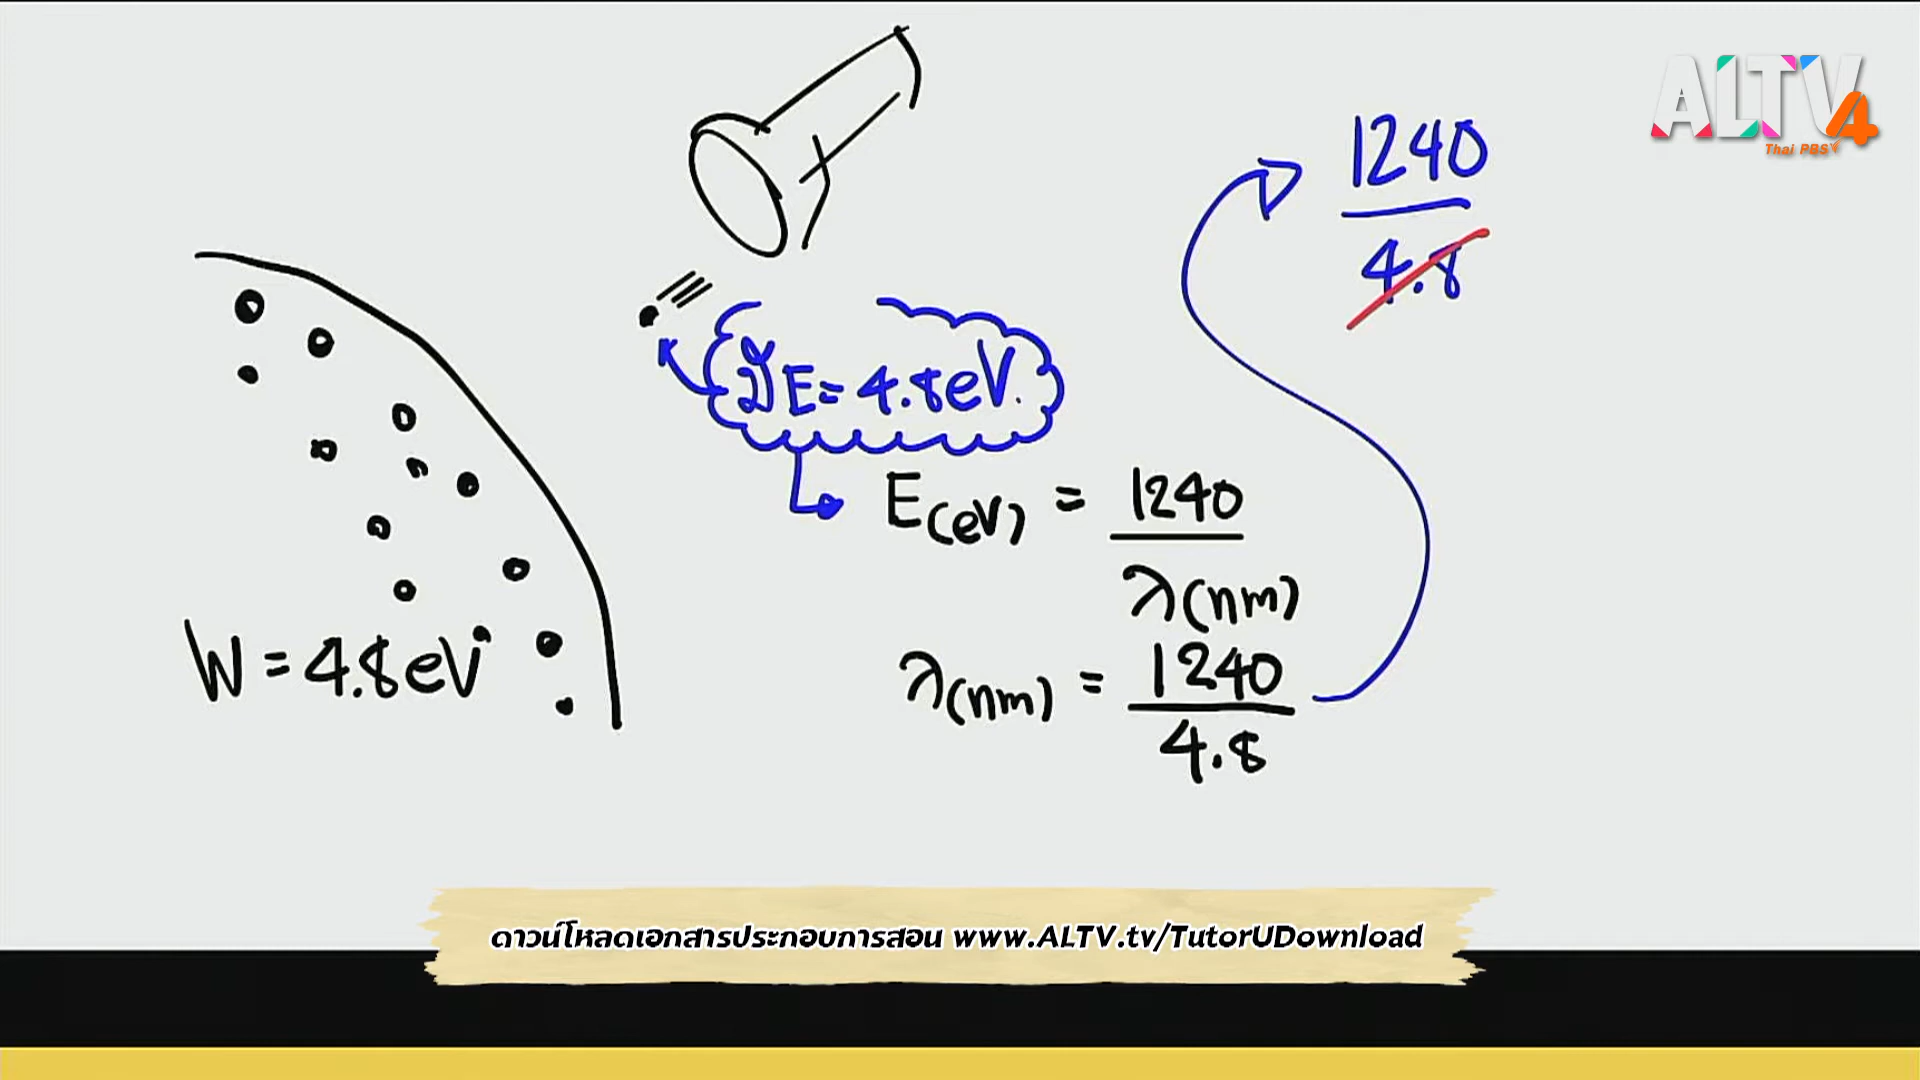 ALTV4
Thai PBS
1240
4.8
มี E = 4.8 eV.
E(eV) = 1240
λ(nm)
W = 4.8 eV
λ(nm) = 1240
4.8
ดาวน์โหลดเอกสารประกอบการสอน www.ALTV.tv/TutorUDownload